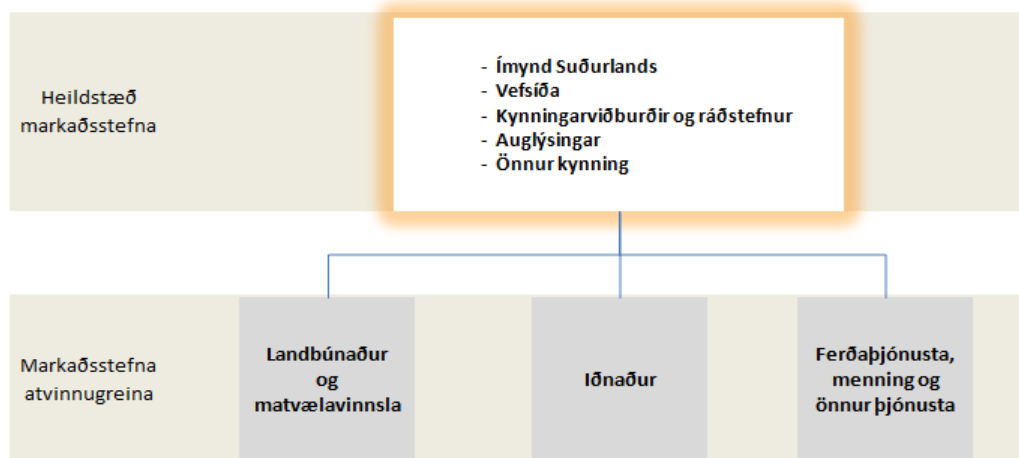 Heildstæð
markaðsstefna
- Ímynd Suðurlands
- Vefsíða
- Kynningarviðburðir og ráðstefnur
- Auglýsingar
- Önnur kynning
Markaðsstefna
atvinnugreina
Landbúnaður
og
matvælavinnsla
Iðnaður
Ferðaþjónusta,
menning og
önnur þjónusta